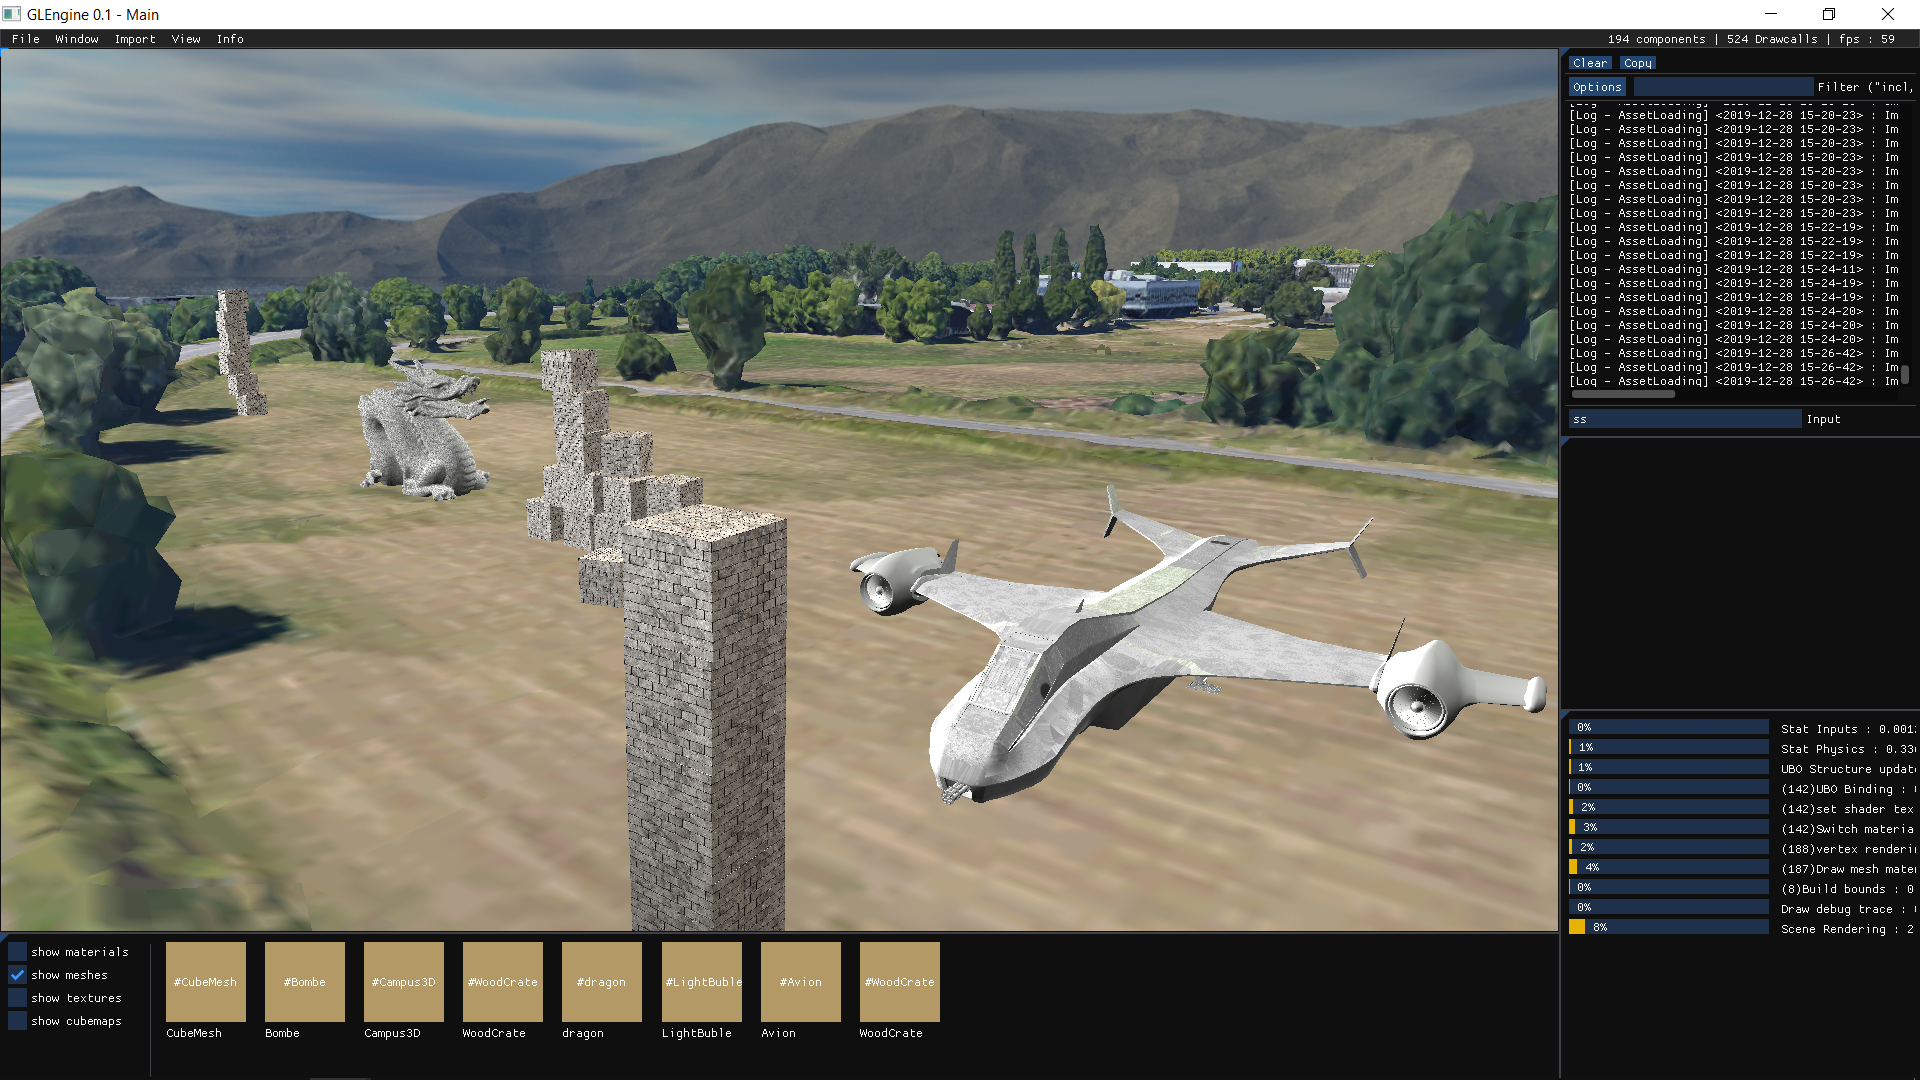 GLEngine 0.1 - Main
File Window Import View Info
194 components | 524 Drawcalls | fps : 59
Clear Copy
Options Filter ("incl,
[Log - AssetLoading] <2019-12-28 15-20-23> : Im
[Log - AssetLoading] <2019-12-28 15-20-23> : Im
[Log - AssetLoading] <2019-12-28 15-20-23> : Im
[Log - AssetLoading] <2019-12-28 15-20-23> : Im
[Log - AssetLoading] <2019-12-28 15-20-23> : Im
[Log - AssetLoading] <2019-12-28 15-20-23> : Im
[Log - AssetLoading] <2019-12-28 15-20-23> : Im
[Log - AssetLoading] <2019-12-28 15-20-23> : Im
[Log - AssetLoading] <2019-12-28 15-22-19> : Im
[Log - AssetLoading] <2019-12-28 15-22-19> : Im
[Log - AssetLoading] <2019-12-28 15-22-19> : Im
[Log - AssetLoading] <2019-12-28 15-24-11> : Im
[Log - AssetLoading] <2019-12-28 15-24-19> : Im
[Log - AssetLoading] <2019-12-28 15-24-19> : Im
[Log - AssetLoading] <2019-12-28 15-24-20> : Im
[Log - AssetLoading] <2019-12-28 15-24-20> : Im
[Log - AssetLoading] <2019-12-28 15-24-20> : Im
[Log - AssetLoading] <2019-12-28 15-26-42> : Im
[Log - AssetLoading] <2019-12-28 15-26-42> : Im
[Log - AssetLoading] <2019-12-28 15-26-42> : Im
ss Input
0% Stat Inputs : 0.001
1% Stat Physics : 0.33
1% UBO Structure updat
0% (142)UBO Binding :
2% (142)set shader tex
3% (142)Switch materia
2% (188)vertex renderi
4% (187)Draw mesh mate
0% (8)Build bounds : 0
0% Draw debug trace :
8% Scene Rendering : 2
show materials
show meshes
show textures
show cubemaps
#CubeMesh #Bombe #Campus3D #WoodCrate #dragon #LightBuble #Avion #WoodCrate
CubeMesh Bombe Campus3D WoodCrate dragon LightBuble Avion WoodCrate